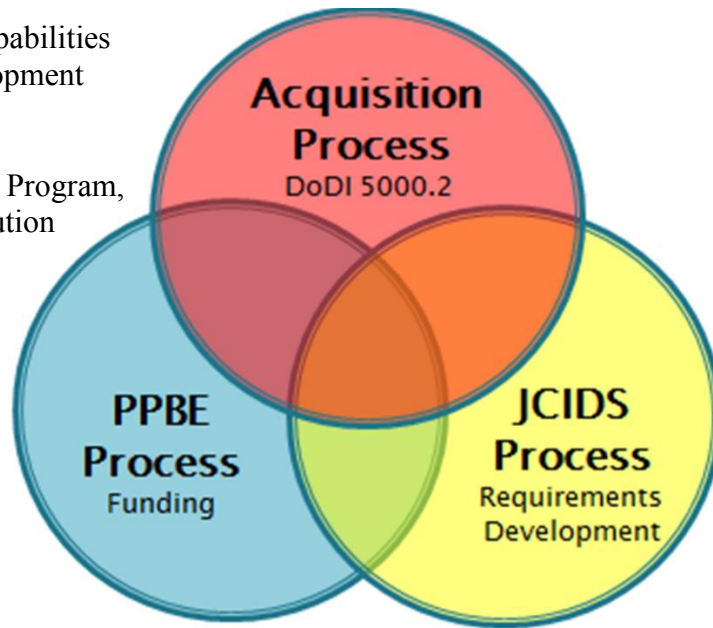 pabilities
opment
Program,
ution
Acquisition
Process
DoDI 5000.2
PPBE
Process
Funding
JCIDS
Process
Requirements
Development